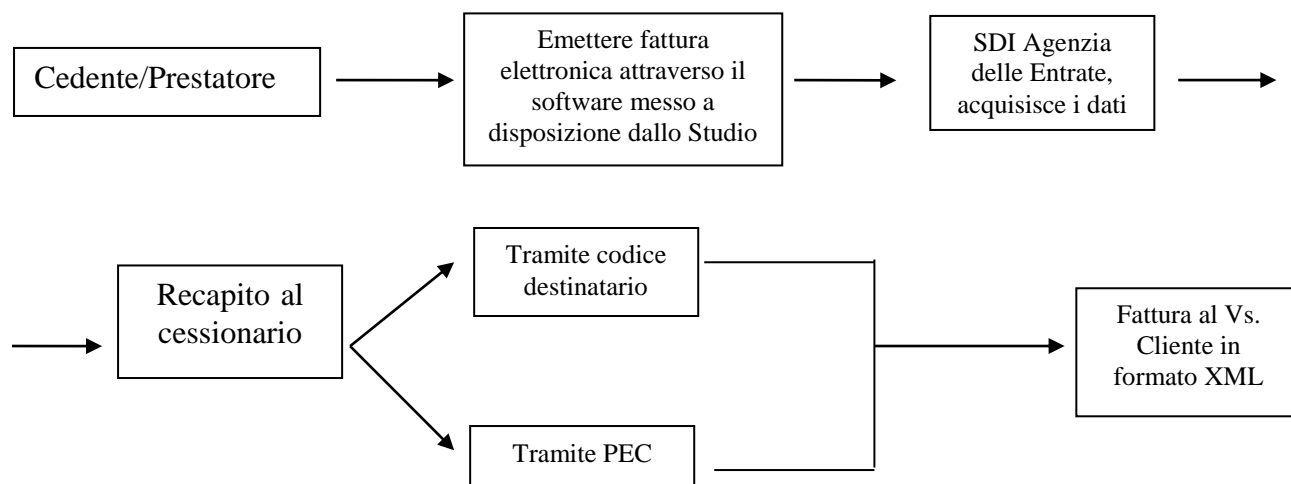 Cedente/Prestatore
Emettere fattura
elettronica attraverso il
software messo a
disposizione dallo Studio
SDI Agenzia
delle Entrate,
acquisisce i dati
Recapito al
cessionario
Tramite codice
destinatario
Tramite PEC
Fattura al Vs.
Cliente in
formato XML